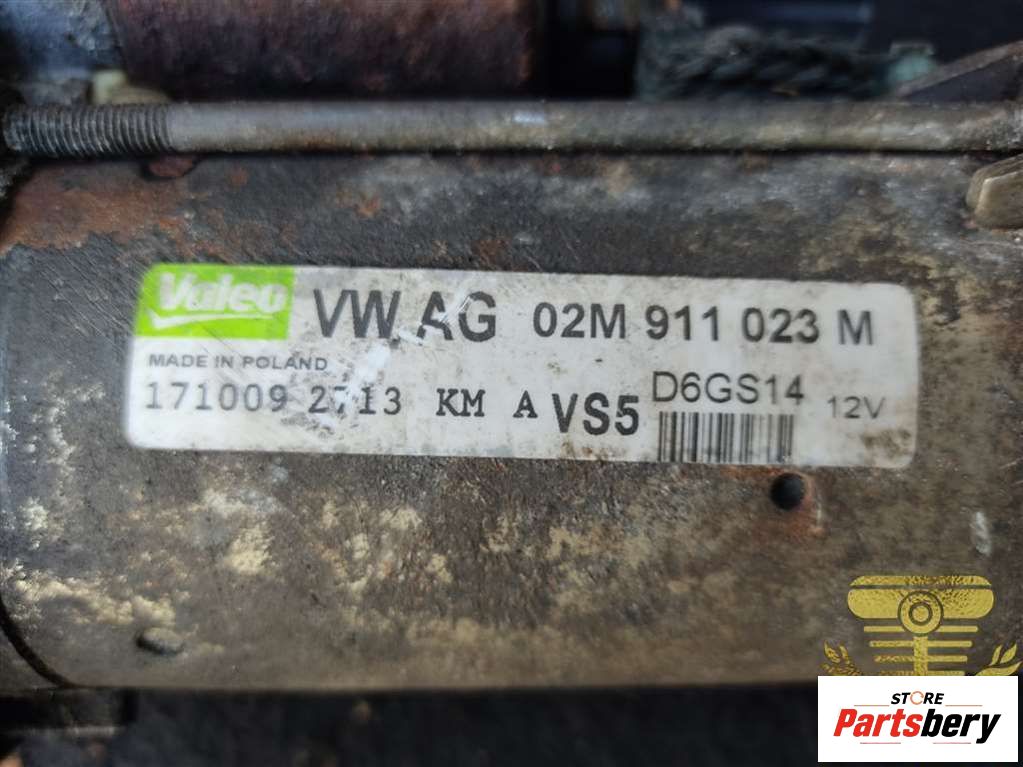 Valeo VW AG 02M 911 023 M
MADE IN POLAND
171009 2713 KM A VS5 D6GS14 12V
STORE
Partsbery